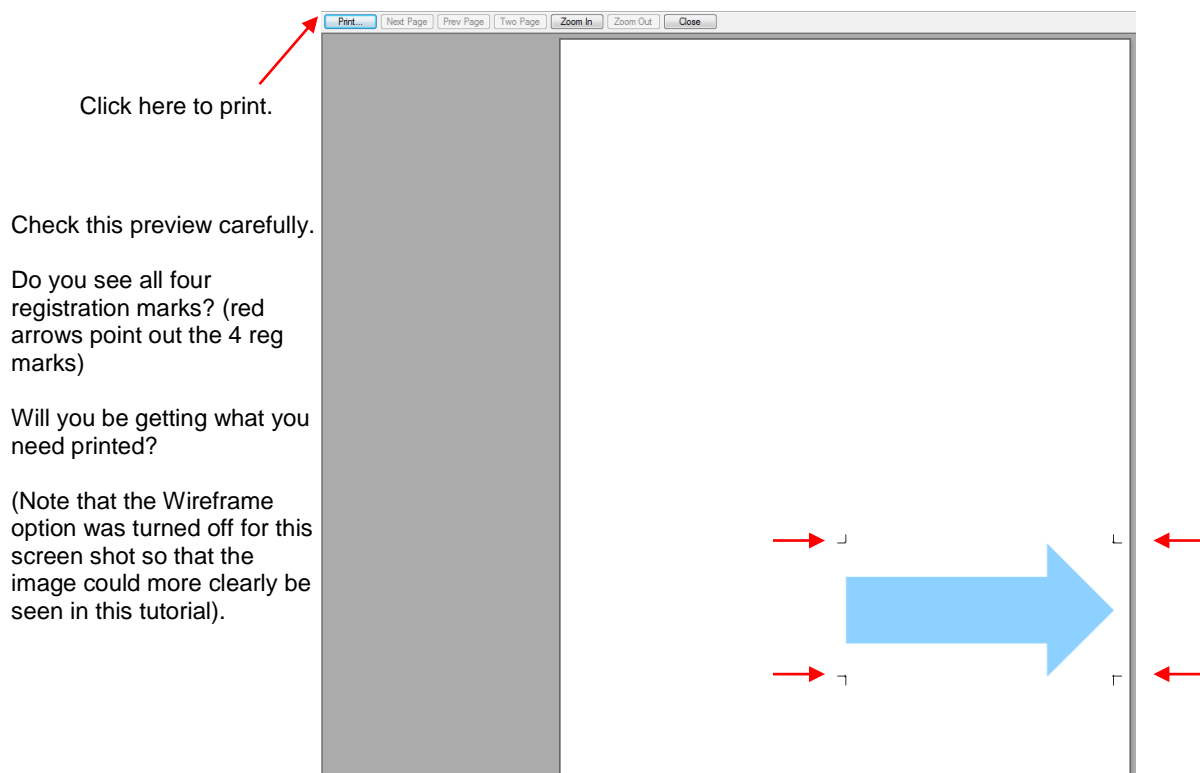 Print... Next Page Prev Page Two Page Zoom In Zoom Out Close
Click here to print.
Check this preview carefully.
Do you see all four
registration marks? (red
arrows point out the 4 reg
marks)
Will you be getting what you
need printed?
(Note that the Wireframe
option was turned off for this
screen shot so that the
image could more clearly be
seen in this tutorial).